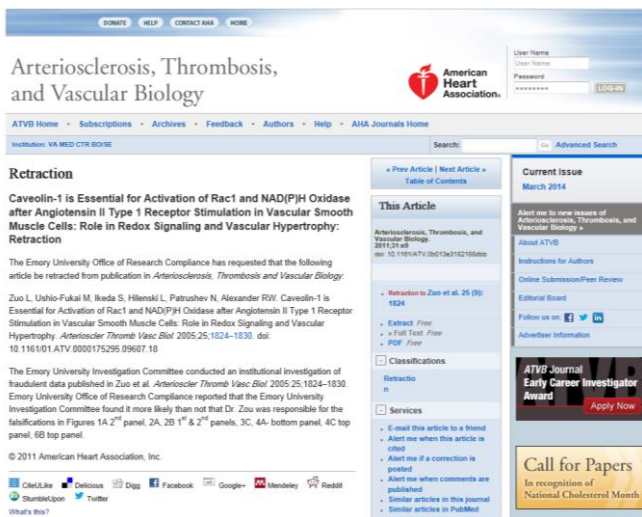 DONATE HELP CONTACT AHA HOME
Arteriosclerosis, Thrombosis,
and Vascular Biology
American
Heart
Association®
User Name
User Name
Password
********
LOG-IN
ATVB Home • Subscriptions • Archives • Feedback • Authors • Help • AHA Journals Home
Institution: VA MED CTR BOISE
Search:
Go
Advanced Search
Retraction
Caveolin-1 is Essential for Activation of Rac1 and NAD(P)H Oxidase
after Angiotensin II Type 1 Receptor Stimulation in Vascular Smooth
Muscle Cells: Role in Redox Signaling and Vascular Hypertrophy:
Retraction
The Emory University Office of Research Compliance has requested that the following
article be retracted from publication in Arteriosclerosis, Thrombosis and Vascular Biology:
Zuo L, Ushio-Fukai M, Ikeda S, Hilenski L, Patrushev N, Alexander RW. Caveolin-1 is
Essential for Activation of Rac1 and NAD(P)H Oxidase after Angiotensin II Type 1 Receptor
Stimulation in Vascular Smooth Muscle Cells: Role in Redox Signaling and Vascular
Hypertrophy. Arterioscler Thromb Vasc Biol 2005;25;1824–1830. doi:
10.1161/01.ATV.0000175295.09607.18
The Emory University Investigation Committee conducted an institutional investigation of
fraudulent data published in Zuo et al. Arterioscler Thromb Vasc Biol. 2005:25;1824–1830.
Emory University Office of Research Compliance reported that the Emory University
Investigation Committee found it more likely than not that Dr. Zou was responsible for the
falsifications in Figures 1A 2nd panel, 2A, 2B 1st & 2nd panels, 3C, 4A- bottom panel, 4C top
panel, 6B top panel.
© 2011 American Heart Association, Inc.
CiteULike Delicious Digg Facebook Google+ Mendeley Reddit
StumbleUpon Twitter
What's this?
« Prev Article | Next Article »
Table of Contents
This Article
Arteriosclerosis, Thrombosis, and
Vascular Biology.
2011;31:e9
doi: 10.1161/ATV.0b013e3182108ebb
Retraction to Zuo et al. 25 (9):
1824
Extract Free
» Full Text Free
PDF Free
- Classifications
Retractio
n
- Services
E-mail this article to a friend
Alert me when this article is
cited
Alert me if a correction is
posted
Alert me when comments are
published
Similar articles in this journal
Similar articles in PubMed
Current Issue
March 2014
Alert me to new issues of
Arteriosclerosis, Thrombosis, and
Vascular Biology »
About ATVB
Instructions for Authors
Online Submission/Peer Review
Editorial Board
Follow us on:
Advertiser Information
ATVB Journal
Early Career Investigator
Award
Apply Now
Call for Papers
In recognition of
National Cholesterol Month